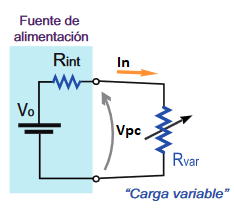 Fuente de
alimentación
Rint
In
Vo
Vpc
Rvar
“Carga variable”